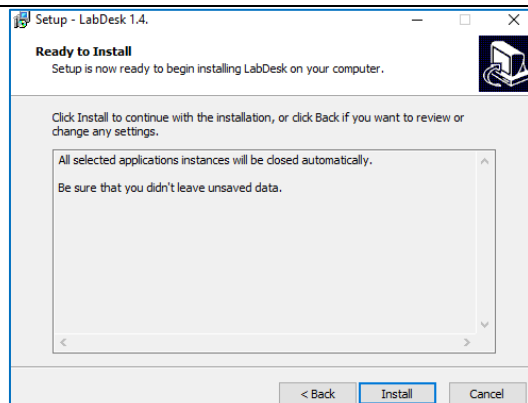 Setup - LabDesk 1.4.
Ready to Install
Setup is now ready to begin installing LabDesk on your computer.
Click Install to continue with the installation, or click Back if you want to review or
change any settings.
All selected applications instances will be closed automatically.
Be sure that you didn't leave unsaved data.
< Back
Install
Cancel